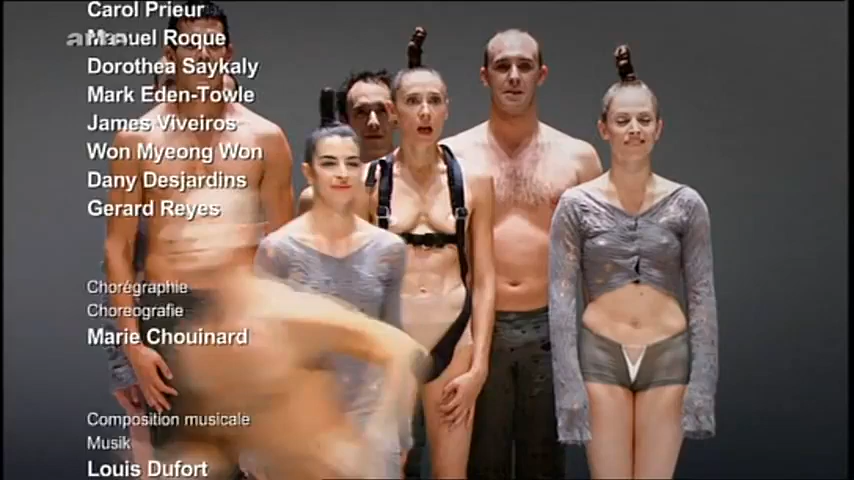 Carol Prieur
arte
Manuel Roque
Dorothea Saykaly
Mark Eden-Towle
James Viveiros
Won Myeong Won
Dany Desjardins
Gerard Reyes
Chorégraphie
Choreografie
Marie Chouinard
Composition musicale
Musik
Louis Dufort